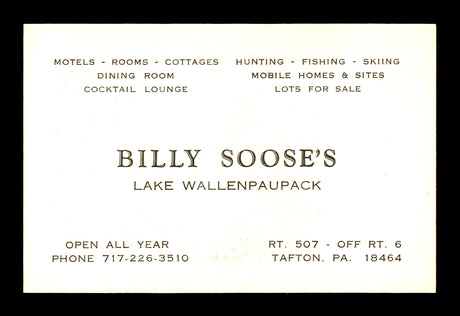 MOTELS - ROOMS - COTTAGES
DINING ROOM
COCKTAIL LOUNGE
HUNTING - FISHING - SKIING
MOBILE HOMES & SITES
LOTS FOR SALE
BILLY SOOSE'S
LAKE WALLENPAUPACK
OPEN ALL YEAR
PHONE 717-226-3510
RT. 507 - OFF RT. 6
TAFTON, PA. 18464